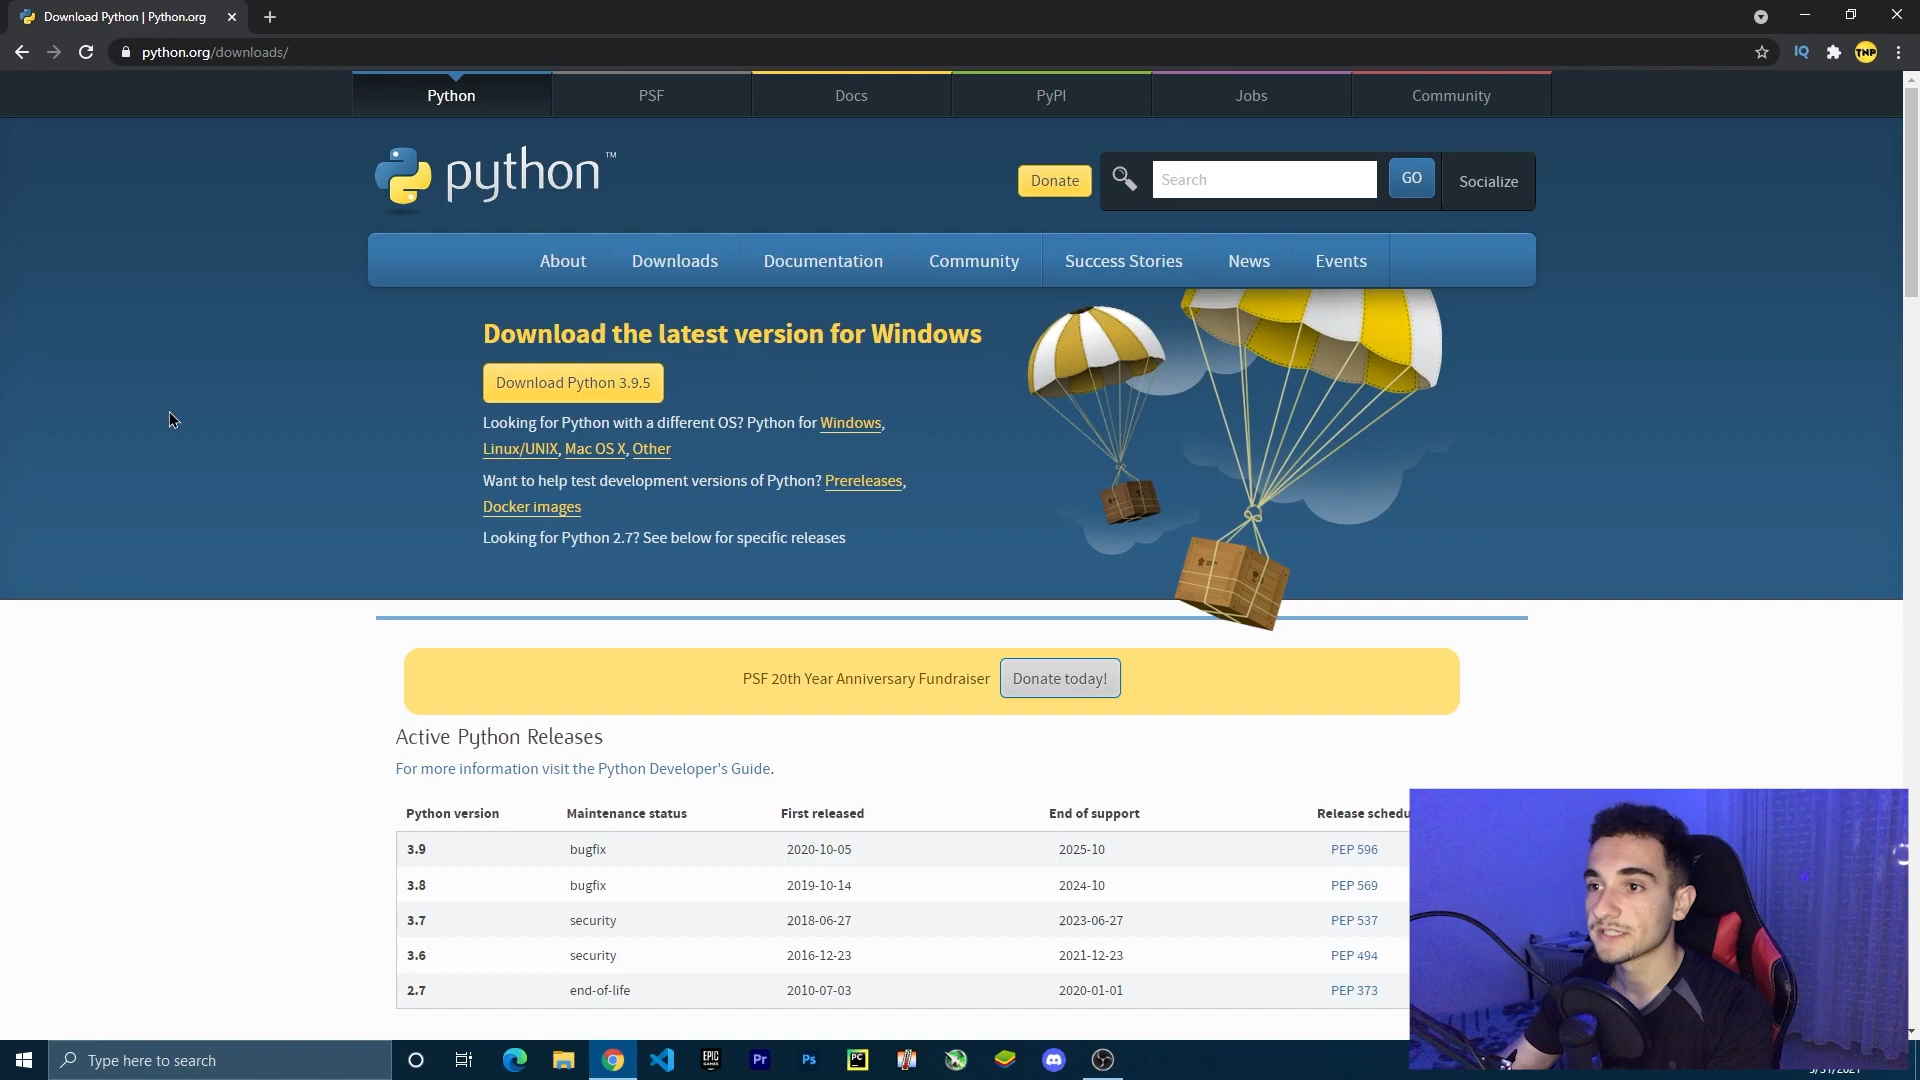 Download Python | Python.org
python.org/downloads/
IQ
TNP
Python
PSF
Docs
PyPI
Jobs
Community
python™
Donate
Search
GO
Socialize
About
Downloads
Documentation
Community
Success Stories
News
Events
Download the latest version for Windows
Download Python 3.9.5
Looking for Python with a different OS? Python for Windows,
Linux/UNIX, Mac OS X, Other
Want to help test development versions of Python? Prereleases,
Docker images
Looking for Python 2.7? See below for specific releases
PSF 20th Year Anniversary Fundraiser
Donate today!
Active Python Releases
For more information visit the Python Developer's Guide.
Python version Maintenance status First released End of support Release schedu
3.9 bugfix 2020-10-05 2025-10 PEP 596
3.8 bugfix 2019-10-14 2024-10 PEP 569
3.7 security 2018-06-27 2023-06-27 PEP 537
3.6 security 2016-12-23 2021-12-23 PEP 494
2.7 end-of-life 2010-07-03 2020-01-01 PEP 373
Type here to search
EPIC
GAMES
Pr
Ps
PC